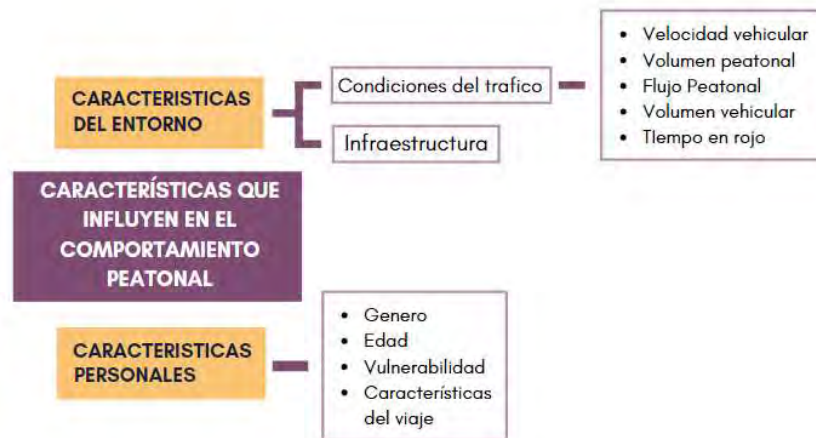 CARACTERISTICAS
DEL ENTORNO
Condiciones del trafico
• Velocidad vehicular
• Volumen peatonal
• Flujo Peatonal
• Volumen vehicular
• TIempo en rojo
Infraestructura
CARACTERÍSTICAS QUE
INFLUYEN EN EL
COMPORTAMIENTO
PEATONAL
CARACTERISTICAS
PERSONALES
• Genero
• Edad
• Vulnerabilidad
• Características
del viaje